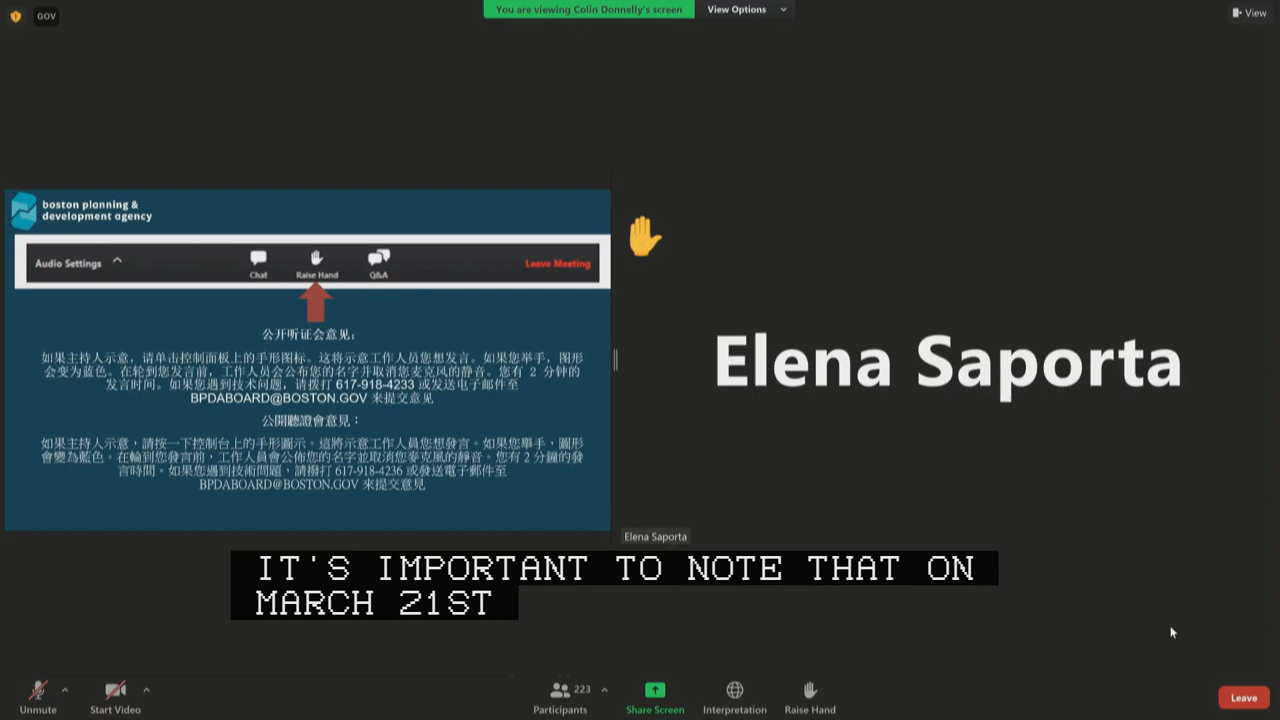 GOV
You are viewing Colin Donnelly's screen
View Options
View
boston planning &
development agency
Audio Settings
Chat
Raise Hand
Q&A
Leave Meeting
公开听证会意见：
如果主持人示意，请单击控制面板上的手形图标。这将示意工作人员您想发言。如果您举手，图形
会变为蓝色。在轮到您发言前，工作人员会公布您的名字并取消您麦克风的静音。您有 2 分钟的
发言时间。如果您遇到技术问题，请拨打 617-918-4233 或发送电子邮件至
BPDABOARD@BOSTON.GOV 来提交意见
公開聽證會意見：
如果主持人示意，請按一下控制台上的手形圖示。這將示意工作人員您想發言。如果您舉手，圖形
會變為藍色。在輪到您發言前，工作人員會公佈您的名字並取消您麥克風的靜音。您有 2 分鐘的發
言時間。如果您遇到技術問題，請撥打 617-918-4236 或發送電子郵件至
BPDABOARD@BOSTON.GOV 來提交意見
Elena Saporta
Elena Saporta
IT'S IMPORTANT TO NOTE THAT ON
MARCH 21ST
Unmute
Start Video
223
Participants
Share Screen
Interpretation
Raise Hand
Leave